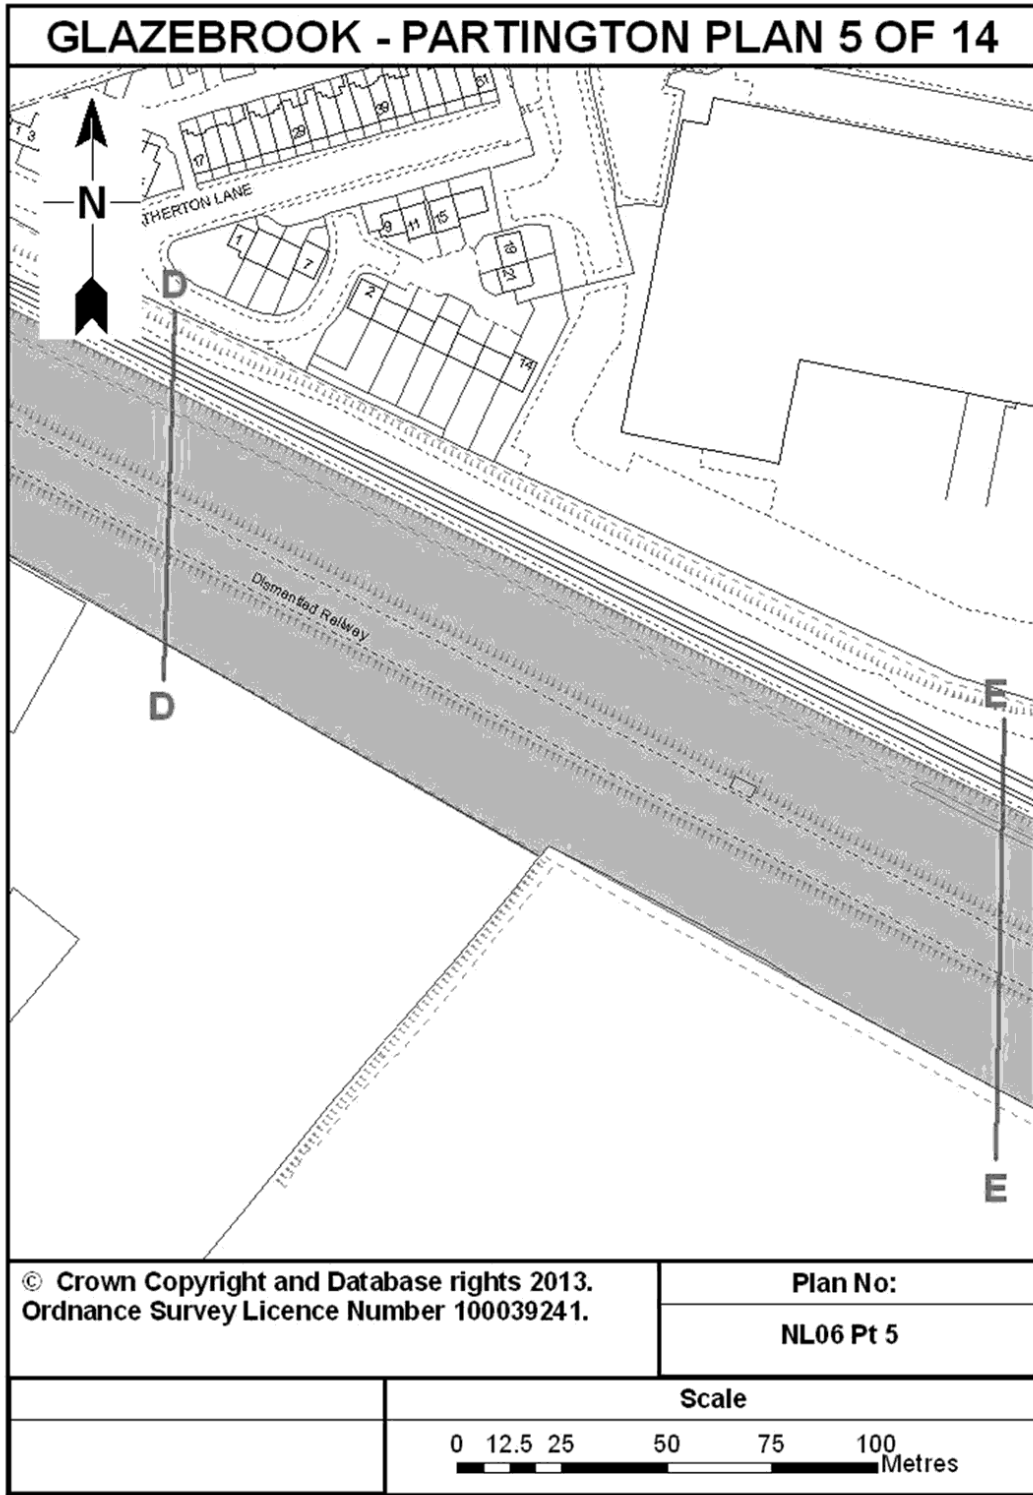 GLAZEBROOK - PARTINGTON PLAN 5 OF 14
51
39
29
17
1 3
N
THERTON LANE
9 11 15
1
7
19
21
2
14
D
Dismantled Railway
D
E
E
© Crown Copyright and Database rights 2013.
Ordnance Survey Licence Number 100039241.
Plan No:
NL06 Pt 5
Scale
0 12.5 25 50 75 100
Metres